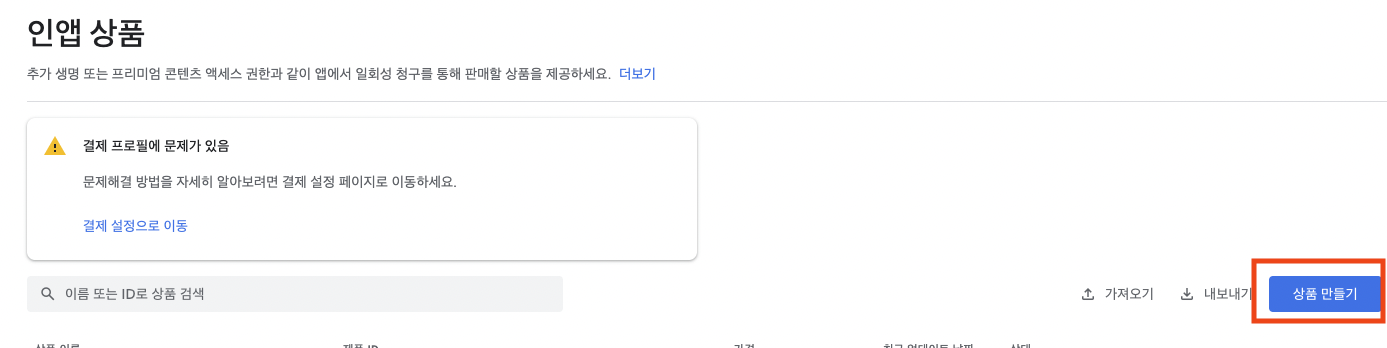 인앱 상품
추가 생명 또는 프리미엄 콘텐츠 액세스 권한과 같이 앱에서 일회성 청구를 통해 판매할 상품을 제공하세요. 더보기
결제 프로필에 문제가 있음
문제해결 방법을 자세히 알아보려면 결제 설정 페이지로 이동하세요.
결제 설정으로 이동
이름 또는 ID로 상품 검색 가져오기 내보내기 상품 만들기